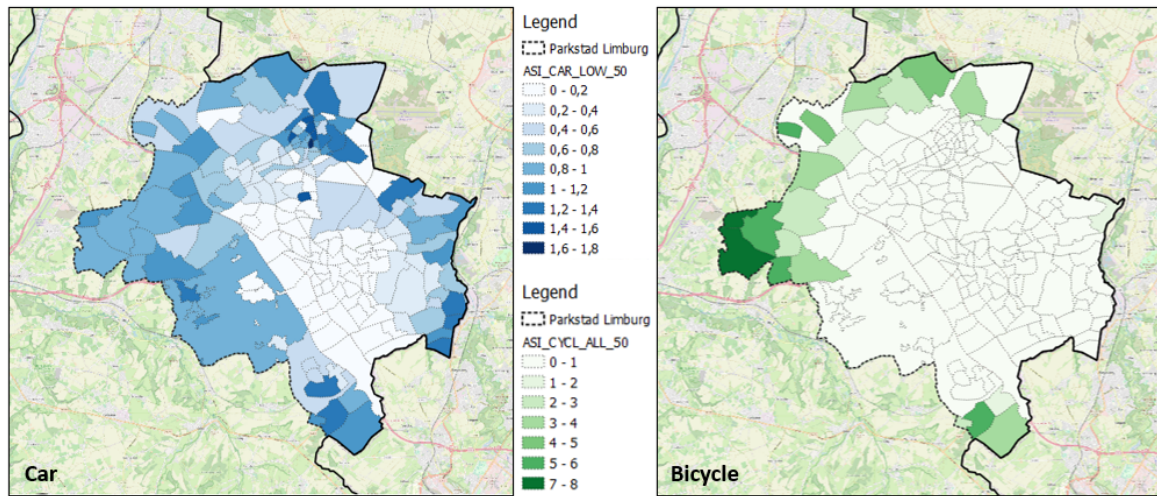 Legend
Parkstad Limburg
ASI_CAR_LOW_50
0 - 0,2
0,2 - 0,4
0,4 - 0,6
0,6 - 0,8
0,8 - 1
1 - 1,2
1,2 - 1,4
1,4 - 1,6
1,6 - 1,8
Legend
Parkstad Limburg
ASI_CYCL_ALL_50
0 - 1
1 - 2
2 - 3
3 - 4
4 - 5
5 - 6
7 - 8
Car
Bicycle